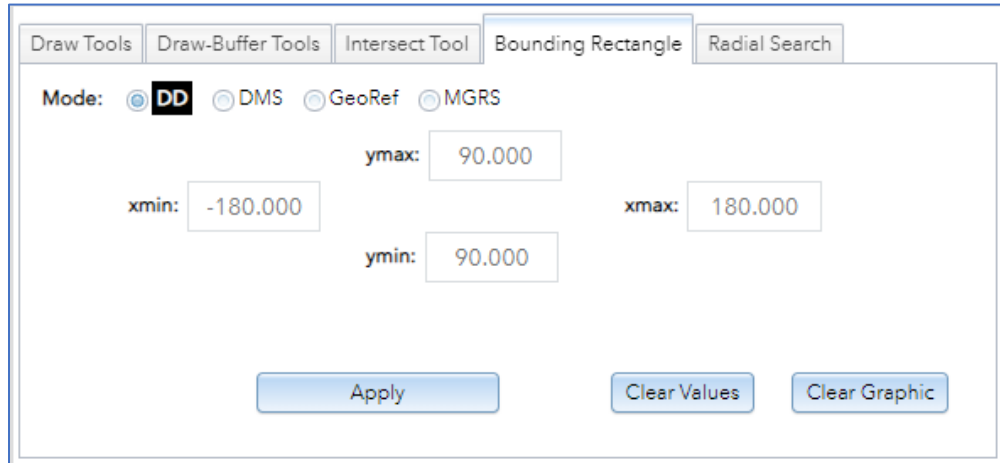 Draw Tools Draw-Buffer Tools Intersect Tool Bounding Rectangle Radial Search
Mode: DD DMS GeoRef MGRS
ymax: 90.000
xmin: -180.000 xmax: 180.000
ymin: 90.000
Apply Clear Values Clear Graphic